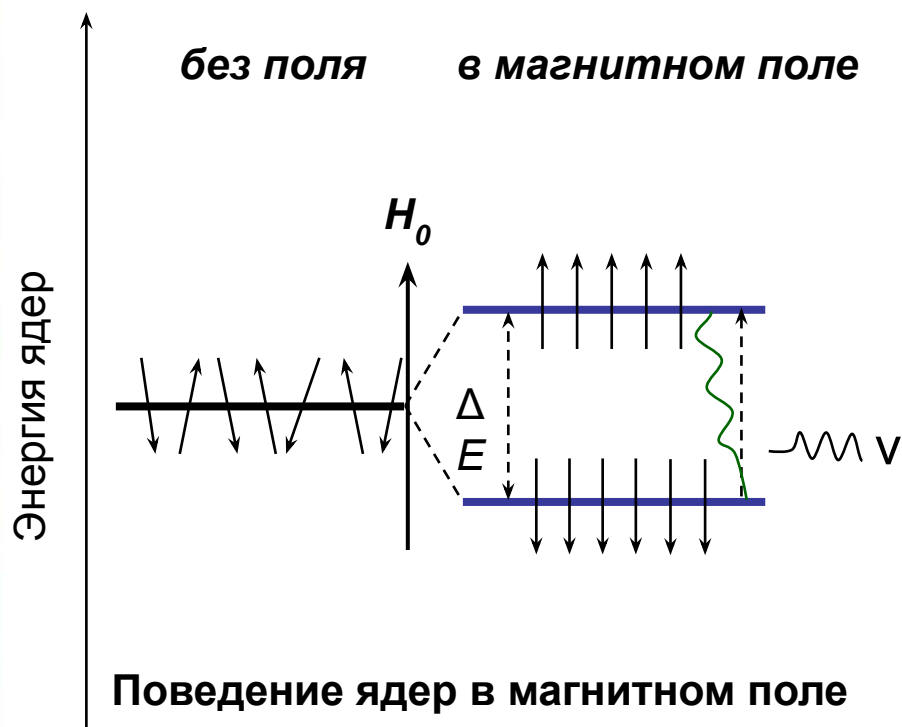 без поля
в магнитном поле
H₀
Энергия ядер
Δ
E
ν
Поведение ядер в магнитном поле